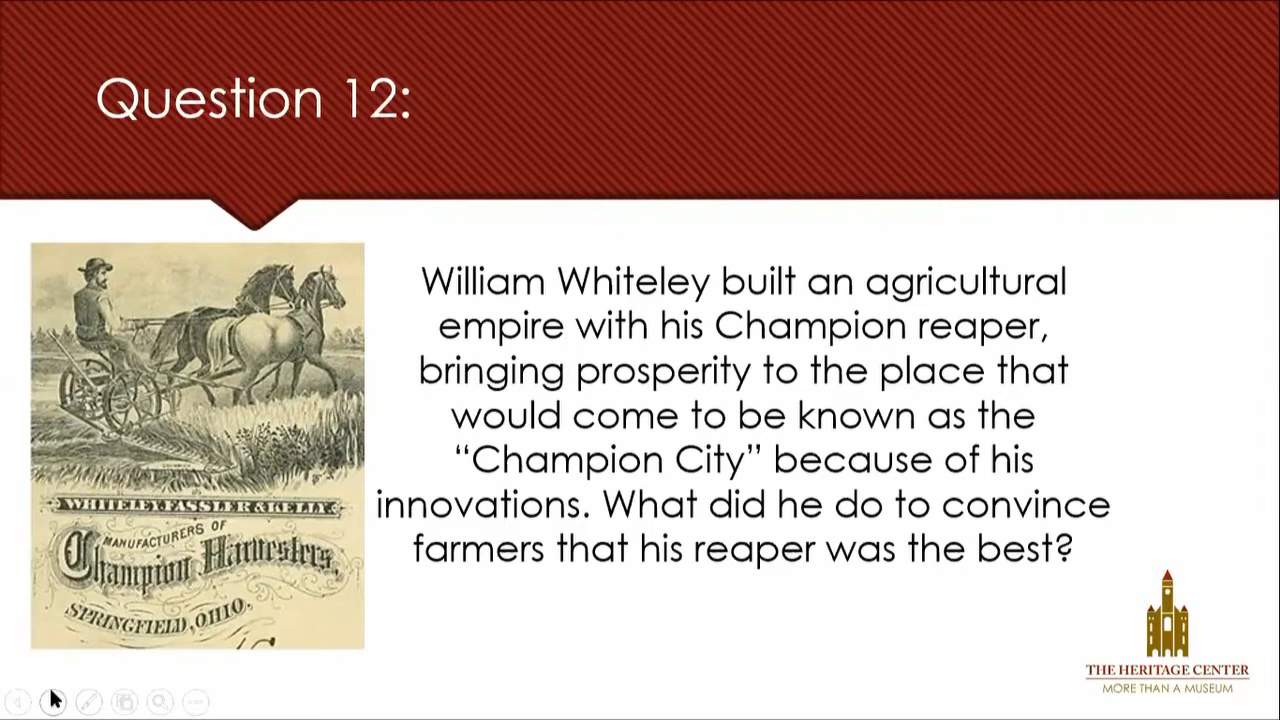 Question 12:
William Whiteley built an agricultural
empire with his Champion reaper,
bringing prosperity to the place that
would come to be known as the
“Champion City” because of his
innovations. What did he do to convince
farmers that his reaper was the best?
WHITELEY FASSLER & KELLY
MANUFACTURERS OF
Champion Harvesters,
SPRINGFIELD, OHIO.
THE HERITAGE CENTER
MORE THAN A MUSEUM